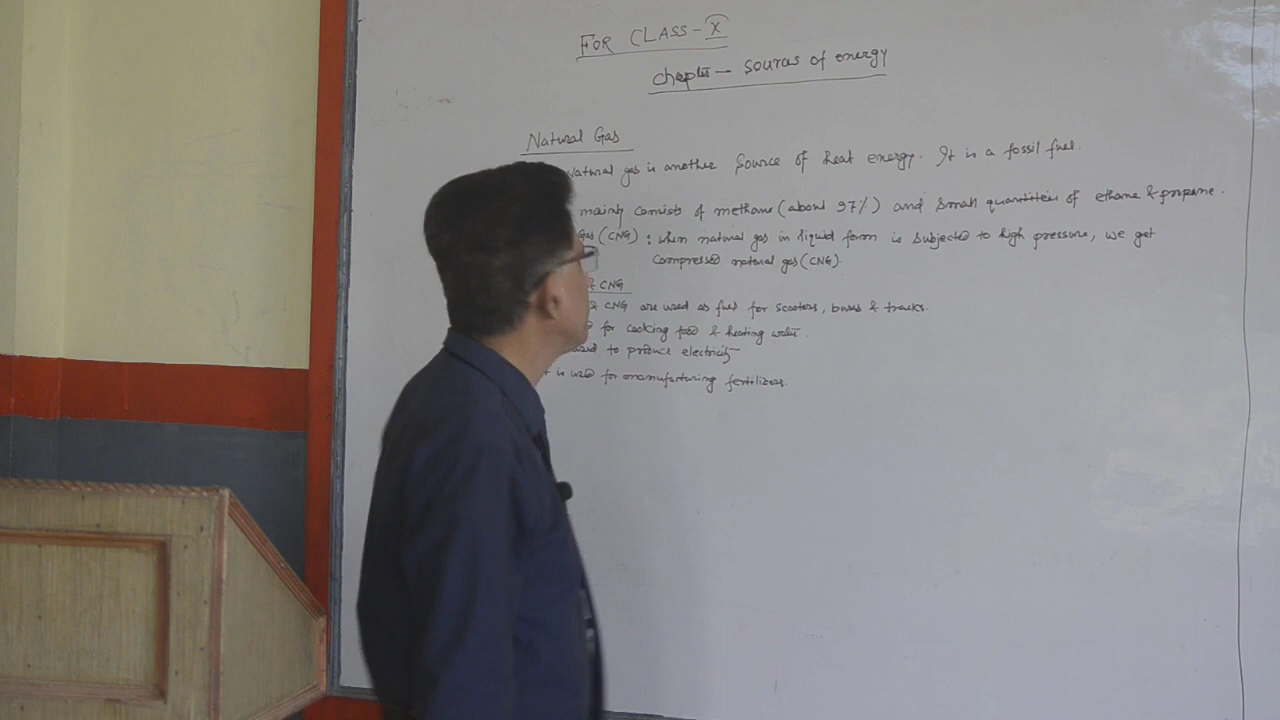 FOR CLASS-X
Chapter - Sources of energy
Natural Gas
Natural gas is another Source of heat energy. It is a fossil fuel.
mainly consists of methane (about 97%) and small quantities of ethane & propane.
Gas (CNG) : when natural gas in liquid form is subjected to high pressure, we get
Compressed natural gas (CNG).
& CNG
& CNG are used as fuel for scooters, buses & trucks.
for cooking food & heating water.
used to produce electricity
It is used for manufacturing fertilizers.